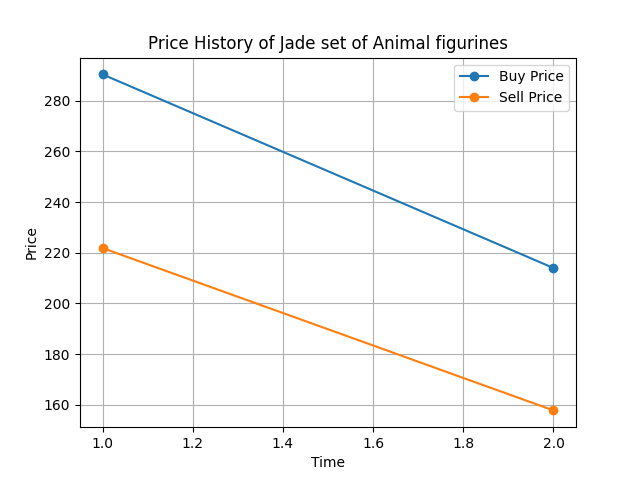 Price History of Jade set of Animal figurines
Buy Price
Sell Price
Price
280
260
240
220
200
180
160
1.0 1.2 1.4 1.6 1.8 2.0
Time